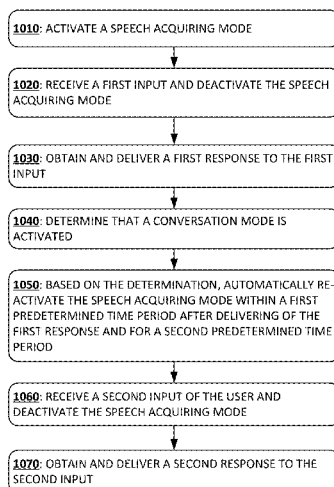 1010: ACTIVATE A SPEECH ACQUIRING MODE
1020: RECEIVE A FIRST INPUT AND DEACTIVATE THE SPEECH
ACQUIRING MODE
1030: OBTAIN AND DELIVER A FIRST RESPONSE TO THE FIRST
INPUT
1040: DETERMINE THAT A CONVERSATION MODE IS
ACTIVATED
1050: BASED ON THE DETERMINATION, AUTOMATICALLY RE-
ACTIVATE THE SPEECH ACQUIRING MODE WITHIN A FIRST
PREDETERMINED TIME PERIOD AFTER DELIVERING OF THE
FIRST RESPONSE AND FOR A SECOND PREDETERMINED TIME
PERIOD
1060: RECEIVE A SECOND INPUT OF THE USER AND
DEACTIVATE THE SPEECH ACQUIRING MODE
1070: OBTAIN AND DELIVER A SECOND RESPONSE TO THE
SECOND INPUT